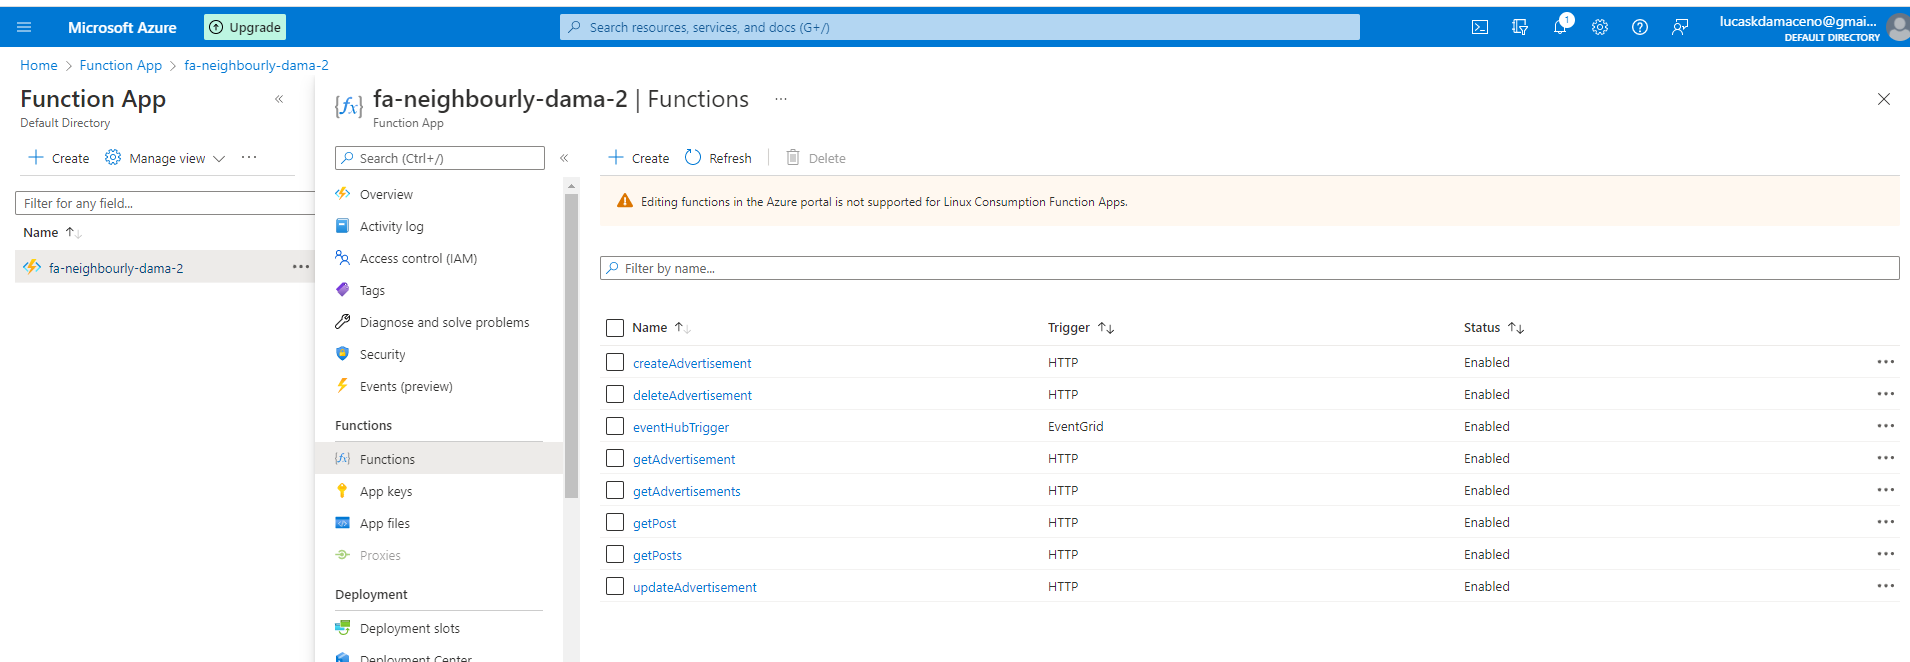 Microsoft Azure
Upgrade
Search resources, services, and docs (G+/)
1
lucaskdamaceno@gmai...
DEFAULT DIRECTORY
Home > Function App > fa-neighbourly-dama-2
Function App
Default Directory
Create
Manage view
Filter for any field...
Name
fa-neighbourly-dama-2
fa-neighbourly-dama-2 | Functions
Function App
Search (Ctrl+/)
Overview
Activity log
Access control (IAM)
Tags
Diagnose and solve problems
Security
Events (preview)
Functions
Functions
App keys
App files
Proxies
Deployment
Deployment slots
Deployment Center
Create
Refresh
Delete
Editing functions in the Azure portal is not supported for Linux Consumption Function Apps.
Filter by name...
Name Trigger Status
createAdvertisement HTTP Enabled
deleteAdvertisement HTTP Enabled
eventHubTrigger EventGrid Enabled
getAdvertisement HTTP Enabled
getAdvertisements HTTP Enabled
getPost HTTP Enabled
getPosts HTTP Enabled
updateAdvertisement HTTP Enabled